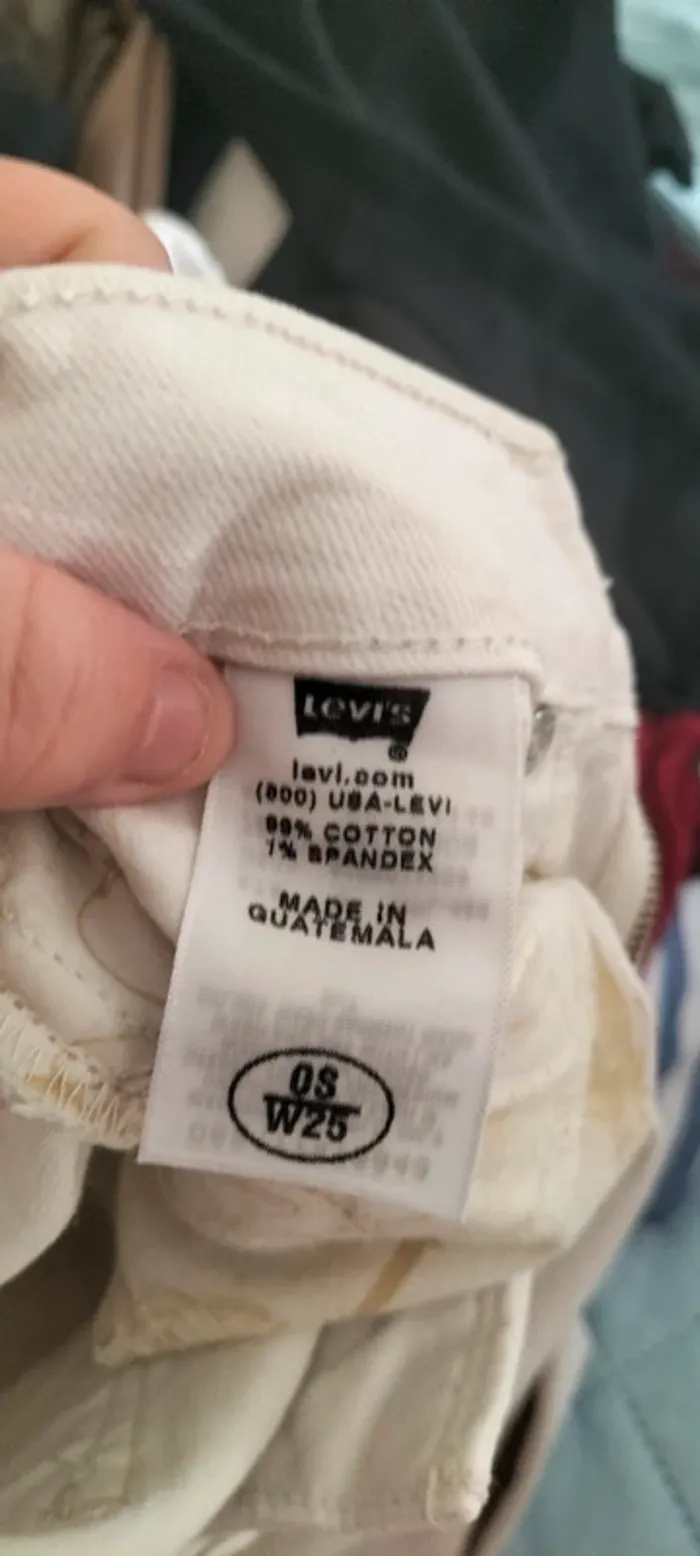 Levi's
®
levi.com
(800) USA-LEVI
99% COTTON
1% SPANDEX
MADE IN
GUATEMALA
0S
W25